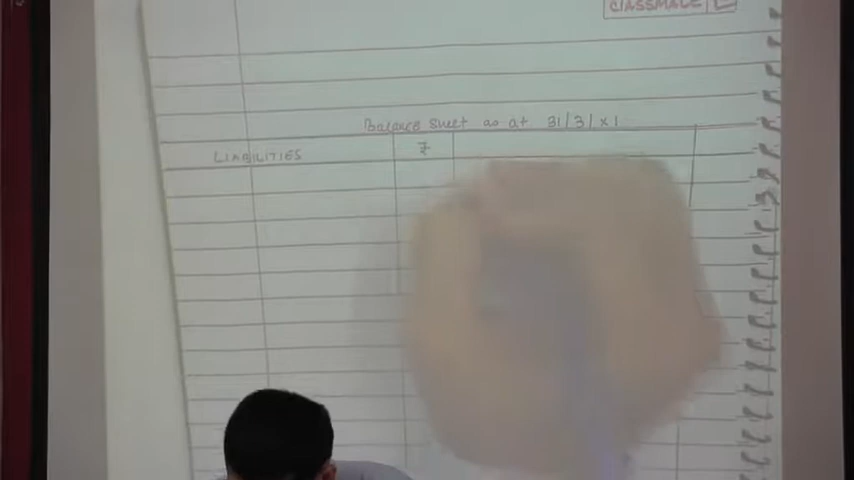 CLASSMATE
Balance Sheet as at 31/3/x1
LIABILITIES ₹